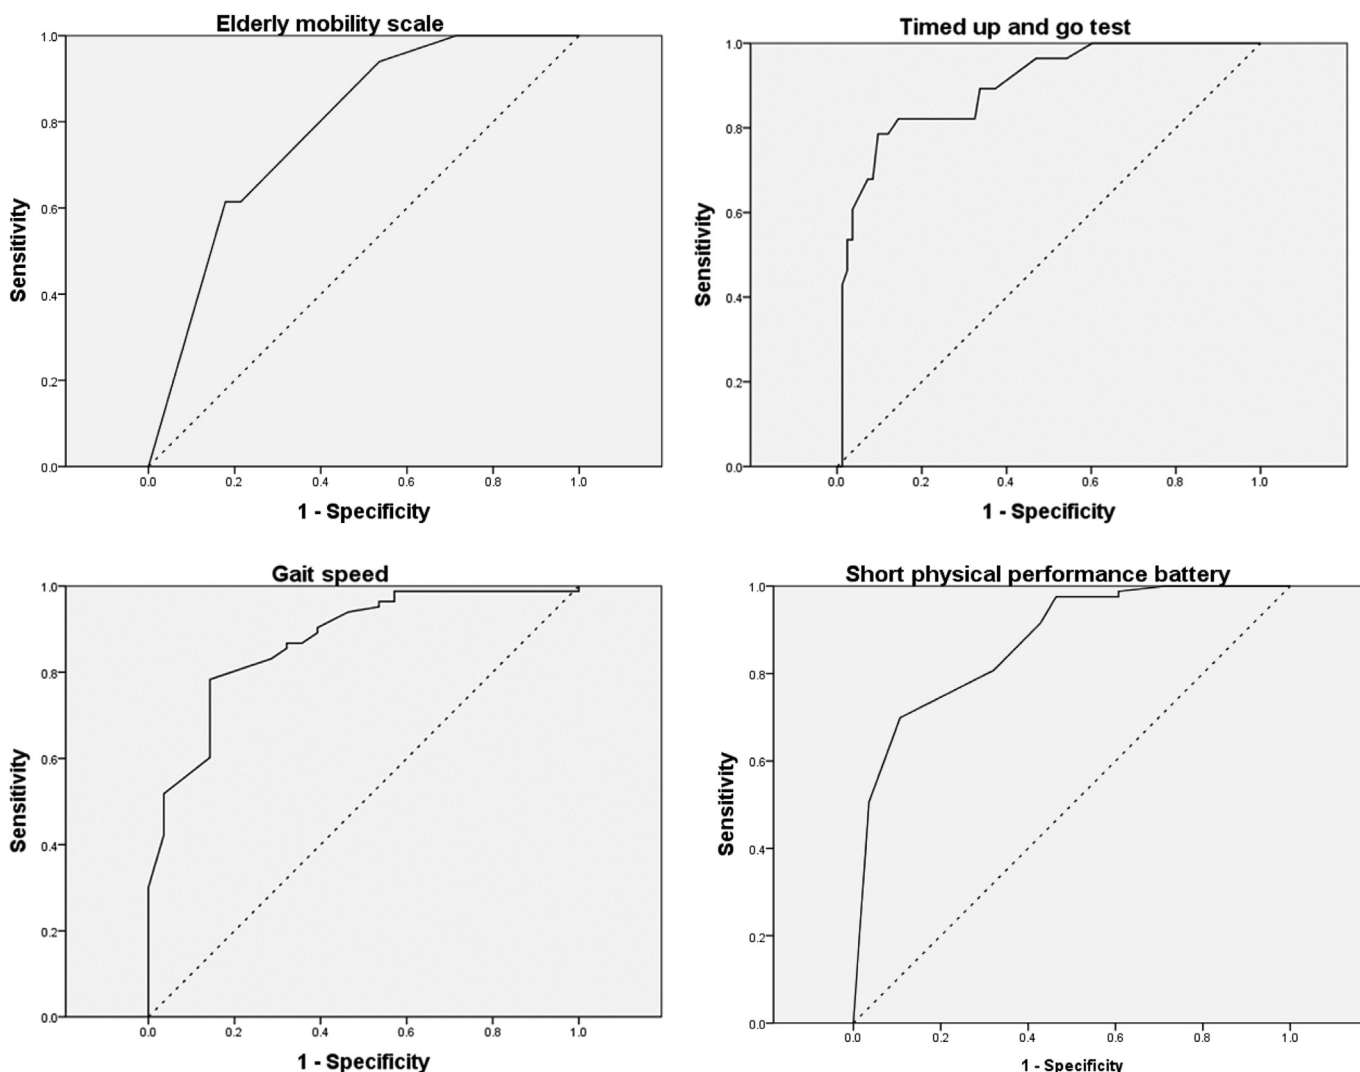 Elderly mobility scale
1.0
0.8
0.6
0.4
0.2
0.0
Sensitivity
0.0 0.2 0.4 0.6 0.8 1.0
1 - Specificity
Timed up and go test
1.0
0.8
0.6
0.4
0.2
0.0
Sensitivity
0.0 0.2 0.4 0.6 0.8 1.0
1 - Specificity
Gait speed
1.0
0.8
0.6
0.4
0.2
0.0
Sensitivity
0.0 0.2 0.4 0.6 0.8 1.0
1 - Specificity
Short physical performance battery
1.0
0.8
0.6
0.4
0.2
0.0
Sensitivity
0.0 0.2 0.4 0.6 0.8 1.0
1 - Specificity